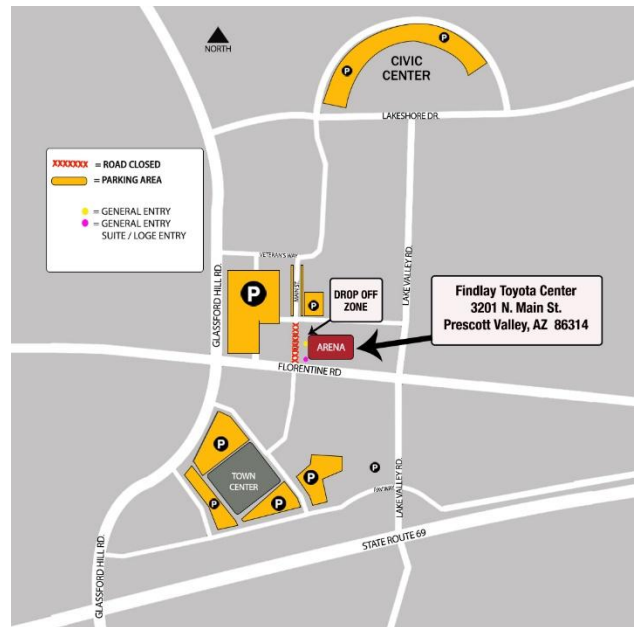 NORTH
CIVIC
CENTER
P
P
LAKESHORE DR.
XXXXXXX = ROAD CLOSED
= PARKING AREA
= GENERAL ENTRY
= GENERAL ENTRY
SUITE / LOGE ENTRY
GLASSFORD HILL RD.
VETERAN'S WAY
MAIN ST.
LAKE VALLEY RD.
P
P
DROP OFF
ZONE
Findlay Toyota Center
3201 N. Main St.
Prescott Valley, AZ 86314
XXXXXXX
ARENA
FLORENTINE RD
P
TOWN
CENTER
P
P
P
P
LAKE VALLEY RD.
STATE ROUTE 69
GLASSFORD HILL RD.